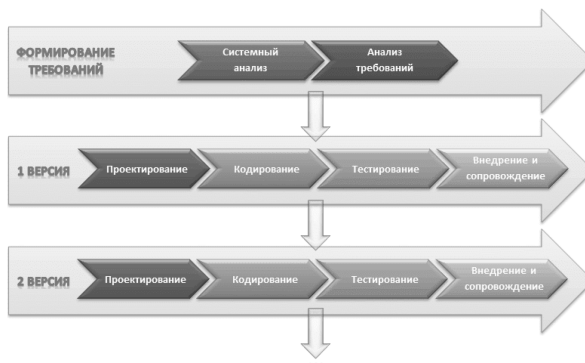 ФОРМИРОВАНИЕ
ТРЕБОВАНИЙ
Системный
анализ
Анализ
требований
1 ВЕРСИЯ
Проектирование
Кодирование
Тестирование
Внедрение и
сопровождение
2 ВЕРСИЯ
Проектирование
Кодирование
Тестирование
Внедрение и
сопровождение